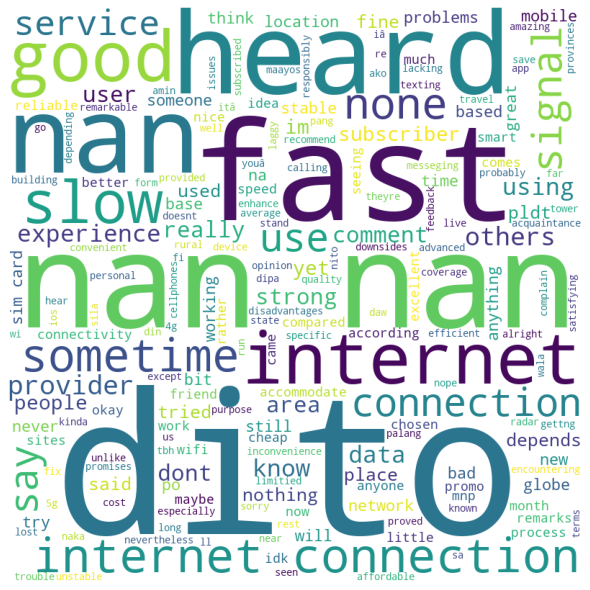 service
good
heard
think
location
fine
problems
mobile
amazing
iâ
re
ako
much
lacking
app
provinces
save
texting
issues
subscribed
maayos
responsibly
nan
user
someone
idea
stable
none
based
signal
amin
remarkable
reliable
nice
well
itâ
im
great
go
depending
fast
subscriber
travel
building
better
form
provided
laggy
recommend
youâ
pang
calling
seeing
comes
smart
messeging
probably
far
slow
used
na
speed
base
enhance
average
doesnt
use
using
time
theyre
feedback
pldt
live
tower
acquaintance
experience
really
comment
others
convenient
rural
device
stand
downsides
advanced
sim card
personal
cellphones
fi
opinion
dipa
nito
yet
excellent
coverage
anything
complain
satisfying
hear
wi
ios
siia
4g
working
rather
strong
quality
disadvantages
daw
efficient
alright
connectivity
din
run
came
specific
state
compared
according
nan nan
sometime
internet
wala
nope
except
kinda
bit
friend
accommodate
provider
people
okay
tried
area
purpose
connection
never
work
us
still
cheap
chosen
radar
gettng
sites
unlike
tbh
wifi
inconvenience
palang
depends
say
fix
promises
dont
know
data
place
limitied
anyone
bad
promo
new
encountering
5g
cost
especially
said
po
nothing
network
mnp
known
globe
lost
try
maybe
sorry
now
will
little
proved
month
remarks
process
terms
naka
nevertheless
long
ll
near
rest
idk
seen
sa
dito
internet connection
trouble
unstable
affordable